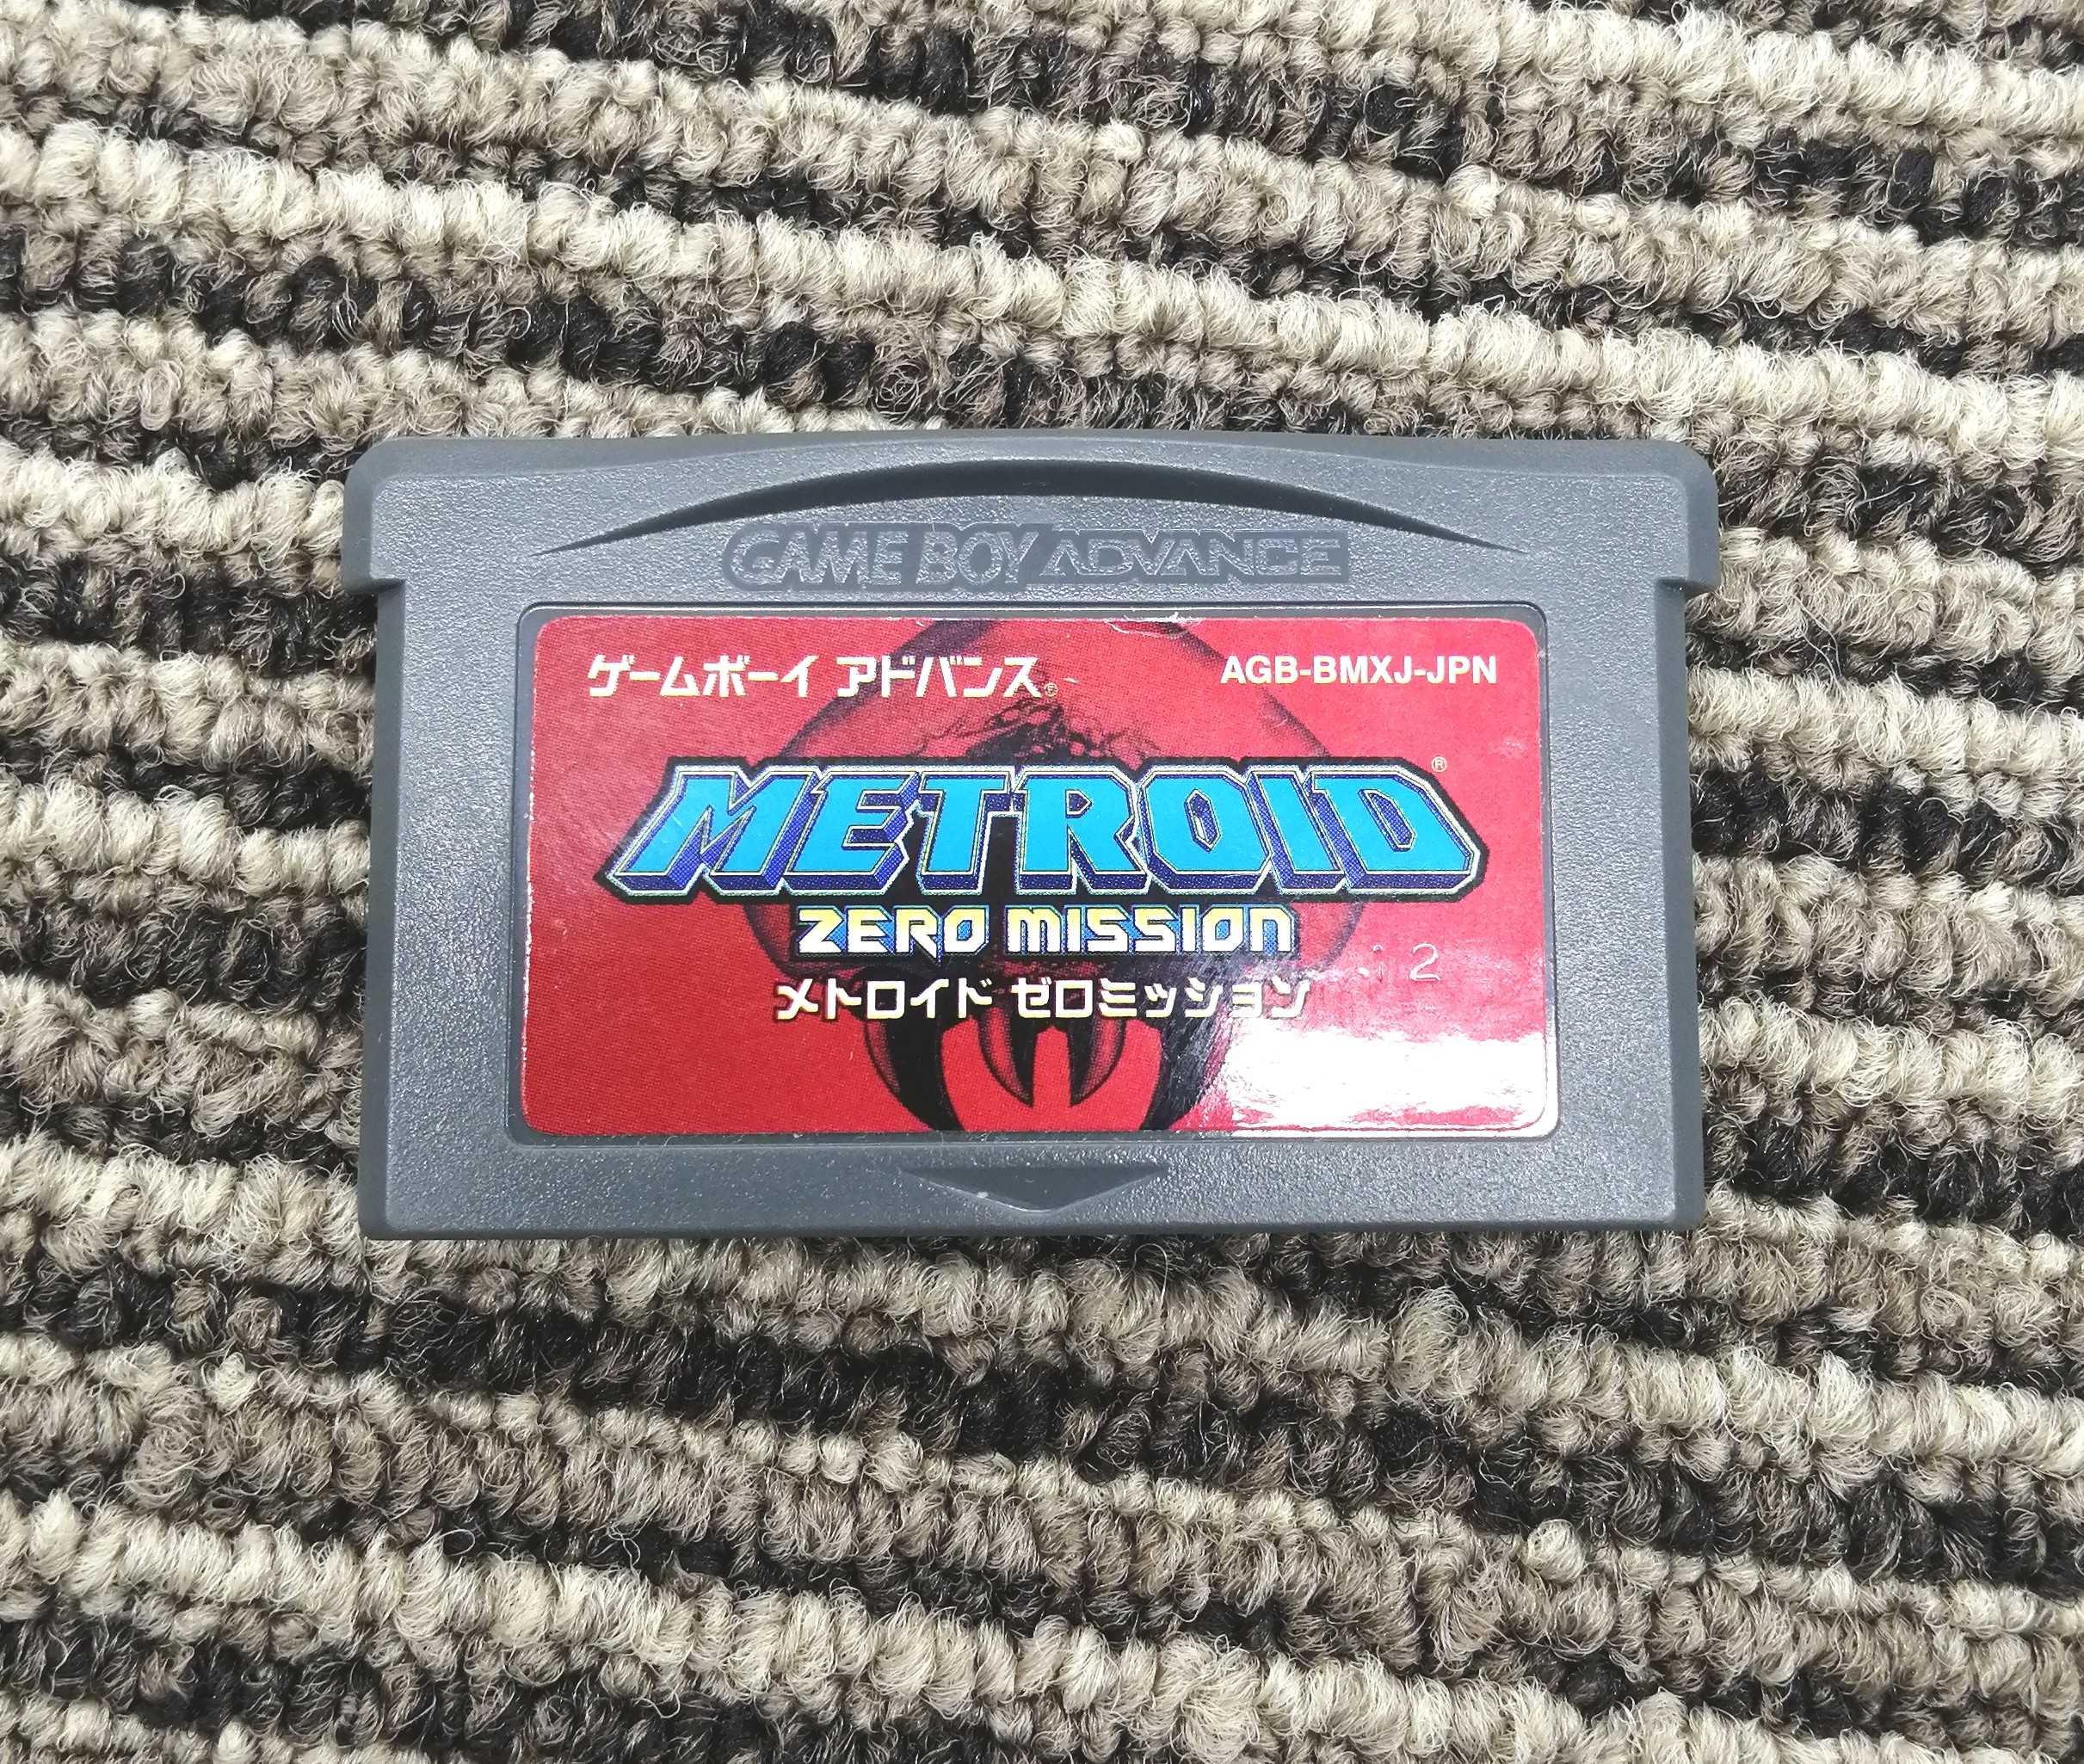 GAME BOY ADVANCE
ゲームボーイ アドバンス® AGB-BMXJ-JPN
METROID®
ZERO MISSION
メトロイド ゼロミッション